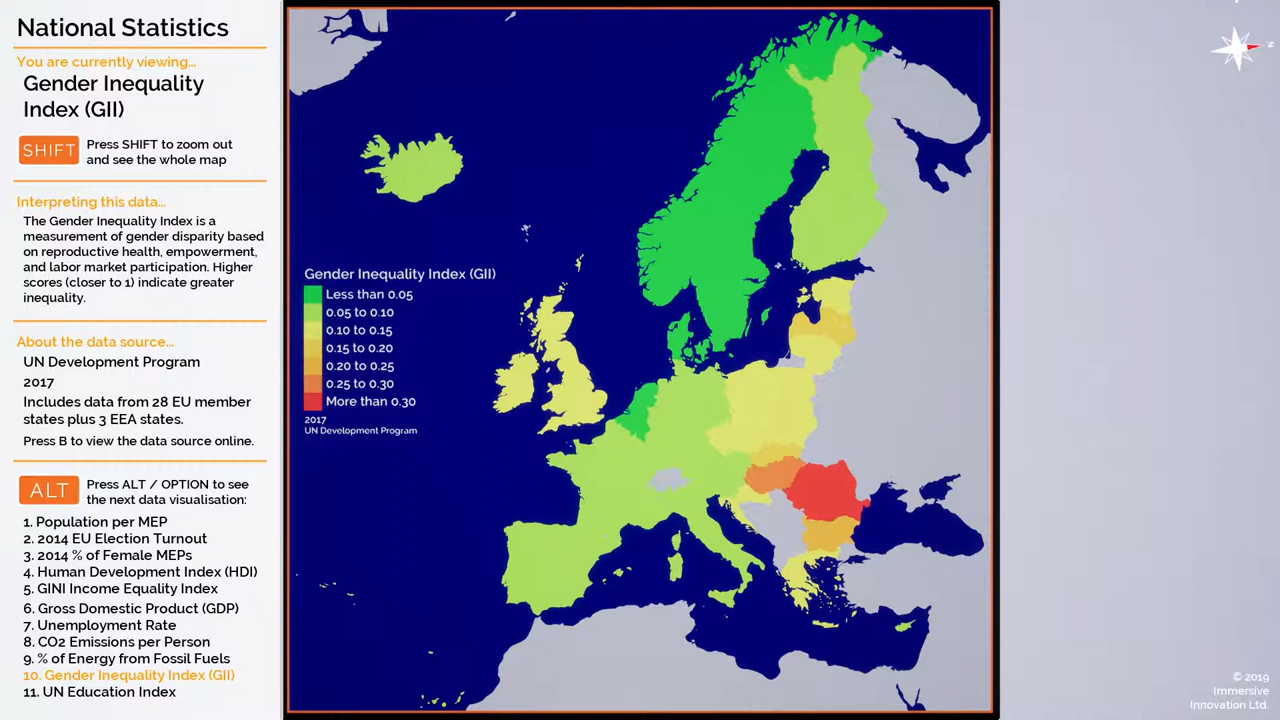 National Statistics
You are currently viewing...
Gender Inequality
Index (GII)
SHIFT
Press SHIFT to zoom out
and see the whole map
Interpreting this data...
The Gender Inequality Index is a
measurement of gender disparity based
on reproductive health, empowerment,
and labor market participation. Higher
scores (closer to 1) indicate greater
inequality.
About the data source...
UN Development Program
2017
Includes data from 28 EU member
states plus 3 EEA states.
Press B to view the data source online.
ALT
Press ALT / OPTION to see
the next data visualisation:
1. Population per MEP
2. 2014 EU Election Turnout
3. 2014 % of Female MEPs
4. Human Development Index (HDI)
5. GINI Income Equality Index
6. Gross Domestic Product (GDP)
7. Unemployment Rate
8. CO2 Emissions per Person
9. % of Energy from Fossil Fuels
10. Gender Inequality Index (GII)
11. UN Education Index
Gender Inequality Index (GII)
Less than 0.05
0.05 to 0.10
0.10 to 0.15
0.15 to 0.20
0.20 to 0.25
0.25 to 0.30
More than 0.30
2017
UN Development Program
N
© 2019
Immersive
Innovation Ltd.